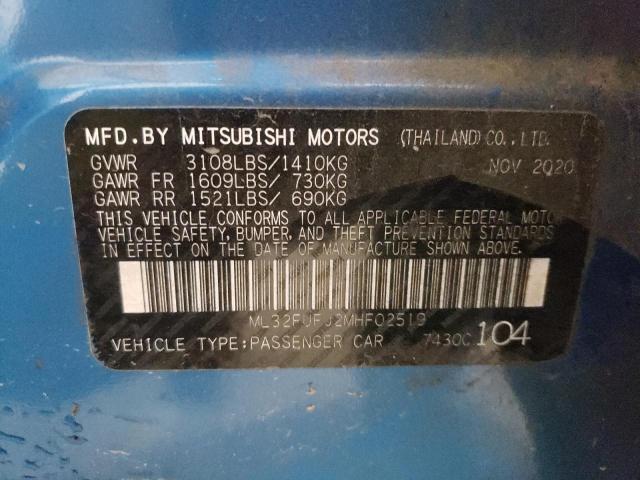 MFD.BY MITSUBISHI MOTORS (THAILAND) CO.,LTD.
GVWR 3108LBS/1410KG NOV 2020
GAWR FR 1609LBS/ 730KG
GAWR RR 1521LBS/ 690KG
THIS VEHICLE CONFORMS TO ALL APPLICABLE FEDERAL MOTO
VEHICLE SAFETY, BUMPER, AND THEFT PREVENTION STANDARDS
IN EFFECT ON THE DATE OF MANUFACTURE SHOWN ABOVE.
ML32FUFJ2MHF02519
VEHICLE TYPE:PASSENGER CAR 7430C 104